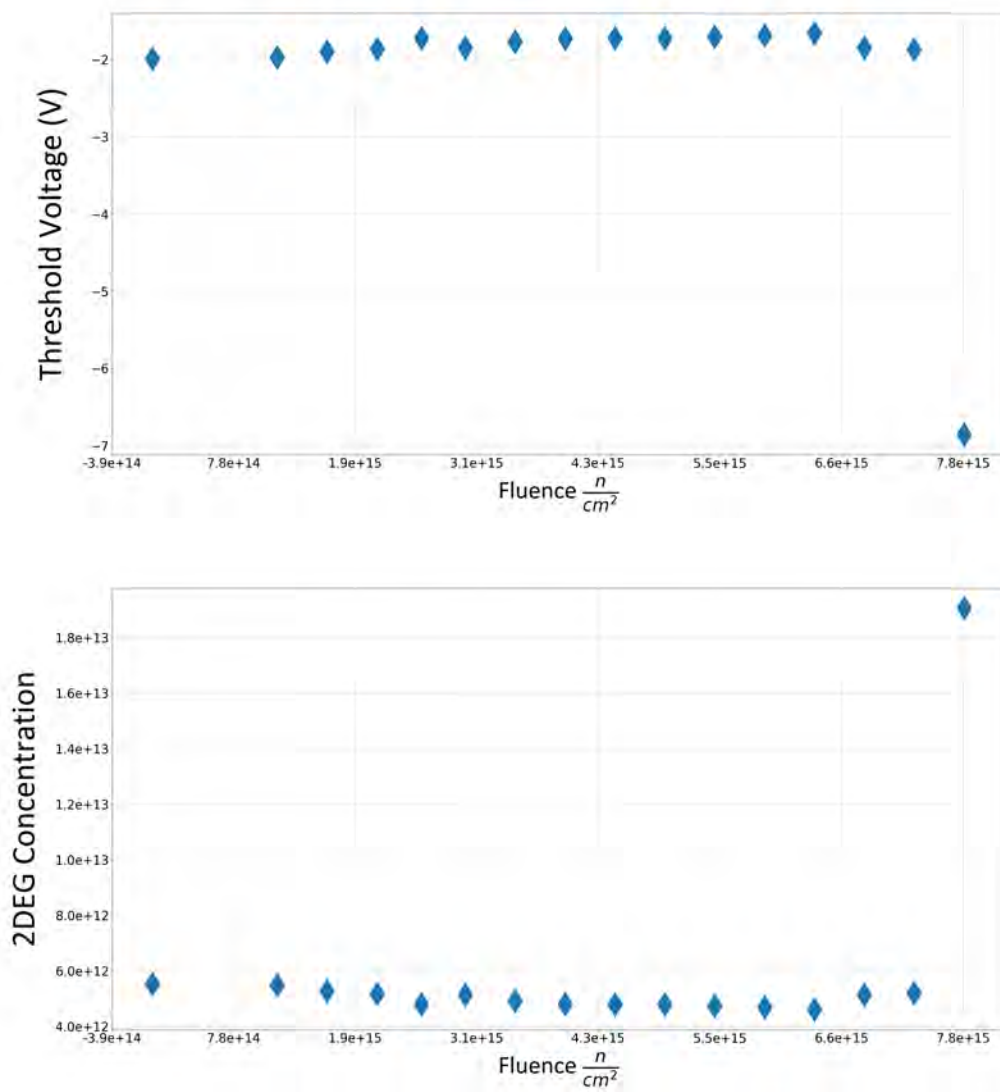 Threshold Voltage (V)
−2
−3
−4
−5
−6
−7
-3.9e+14 7.8e+14 1.9e+15 3.1e+15 4.3e+15 5.5e+15 6.6e+15 7.8e+15
Fluence n/cm²
2DEG Concentration
1.8e+13
1.6e+13
1.4e+13
1.2e+13
1.0e+13
8.0e+12
6.0e+12
4.0e+12
-3.9e+14 7.8e+14 1.9e+15 3.1e+15 4.3e+15 5.5e+15 6.6e+15 7.8e+15
Fluence n/cm²